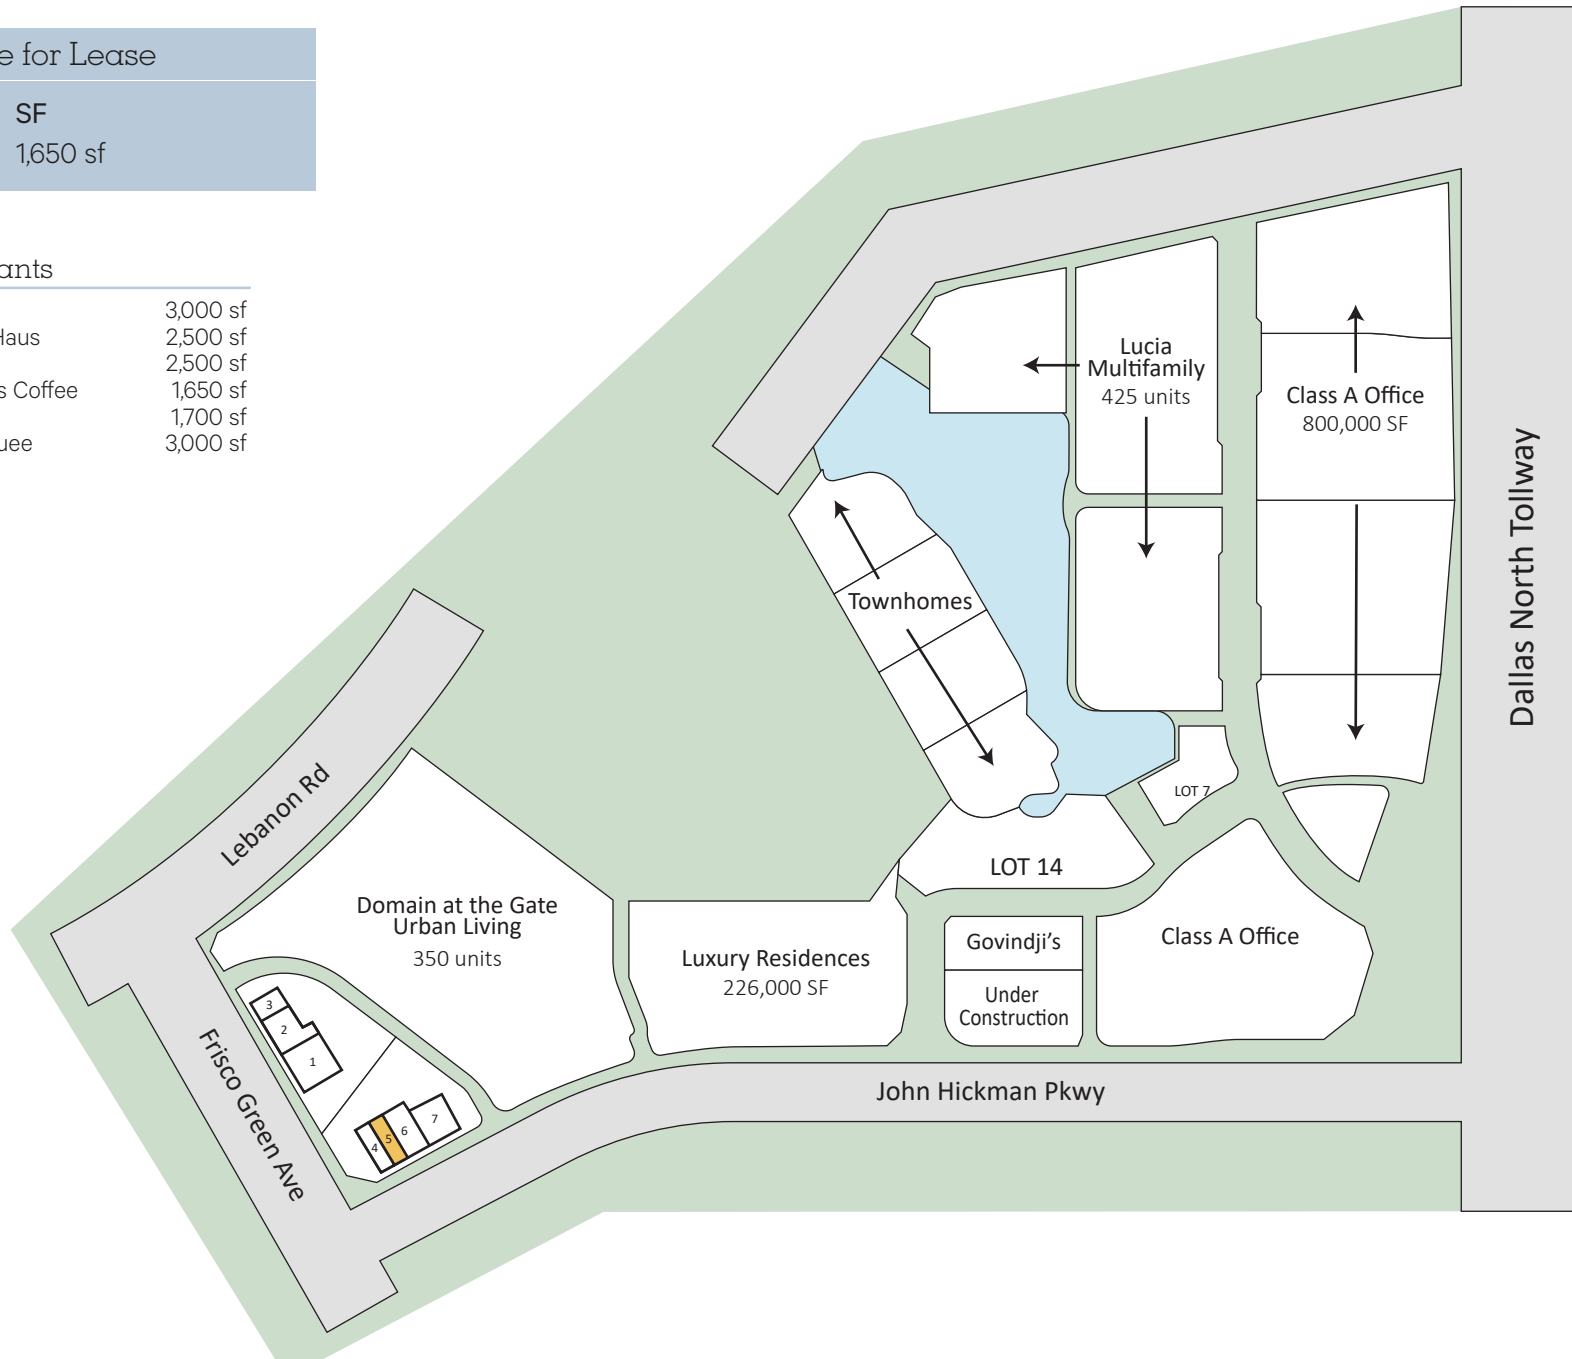 e for Lease
SF
1,650 sf
ants
3,000 sf
Haus 2,500 sf
2,500 sf
s Coffee 1,650 sf
1,700 sf
uee 3,000 sf
Lucia
Multifamily
425 units
Class A Office
800,000 SF
Dallas North Tollway
Townhomes
LOT 7
LOT 14
Lebanon Rd
Domain at the Gate
Urban Living
350 units
Luxury Residences
226,000 SF
Govindji’s
Under
Construction
Class A Office
3
2
1
Frisco Green Ave
4
5
6
7
John Hickman Pkwy